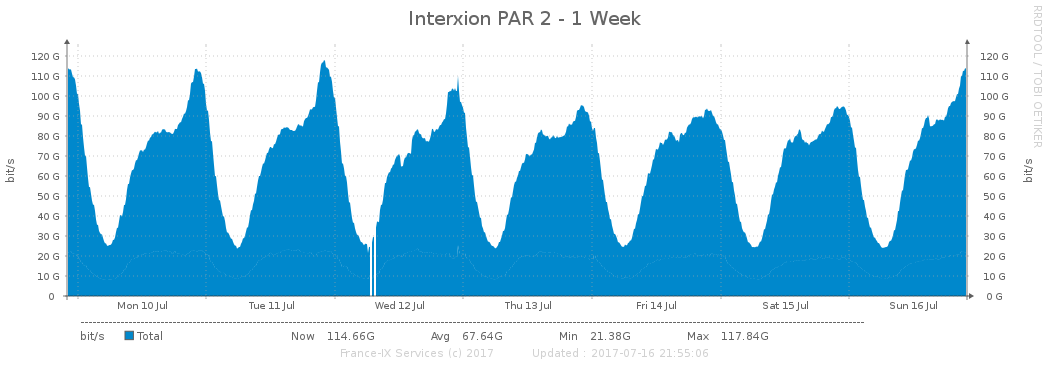 Interxion PAR 2 - 1 Week
RRDTOOL / TOBI OETIKER
bit/s
120 G 120 G
110 G 110 G
100 G 100 G
90 G 90 G
80 G 80 G
70 G 70 G
60 G 60 G
50 G 50 G
40 G 40 G
30 G 30 G
20 G 20 G
10 G 10 G
0 0 G
bit/s
Mon 10 Jul Tue 11 Jul Wed 12 Jul Thu 13 Jul Fri 14 Jul Sat 15 Jul Sun 16 Jul
bit/s Total Now 114.66G Avg 67.64G Min 21.38G Max 117.84G
France-IX Services (c) 2017 Updated : 2017-07-16 21:55:06